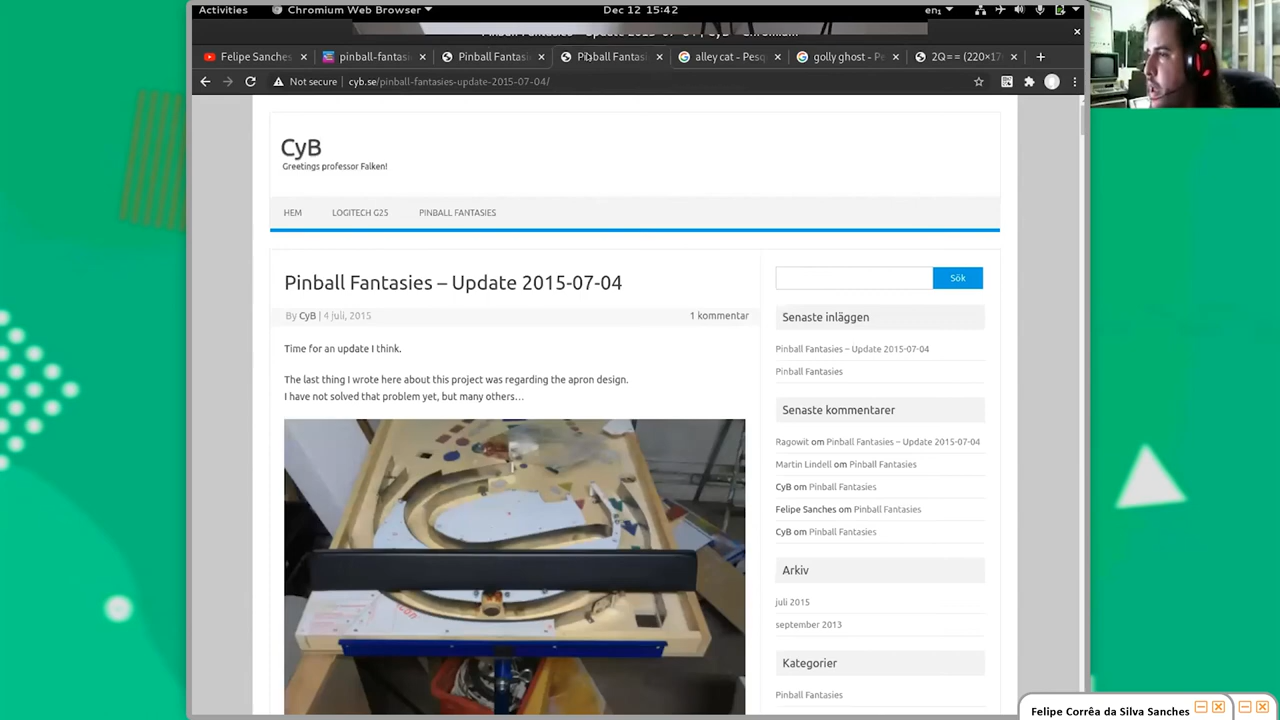 Activities
Chromium Web Browser
Dec 12 15:42
en₁
Felipe Sanches
pinball-fantas
Pinball Fantasi
Pinball Fantasi
alley cat - Pesq
golly ghost - Pe
2Q== (220×17
Not secure
cyb.se/pinball-fantasies-update-2015-07-04/
CyB
Greetings professor Falken!
HEM
LOGITECH G25
PINBALL FANTASIES
Pinball Fantasies – Update 2015-07-04
By CyB | 4 juli, 2015
1 kommentar
Time for an update I think.
The last thing I wrote here about this project was regarding the apron design.
I have not solved that problem yet, but many others…
Sök
Senaste inläggen
Pinball Fantasies – Update 2015-07-04
Pinball Fantasies
Senaste kommentarer
Ragowit om Pinball Fantasies – Update 2015-07-04
Martin Lindell om Pinball Fantasies
CyB om Pinball Fantasies
Felipe Sanches om Pinball Fantasies
CyB om Pinball Fantasies
Arkiv
juli 2015
september 2013
Kategorier
Pinball Fantasies
Felipe Corrêa da Silva Sanches